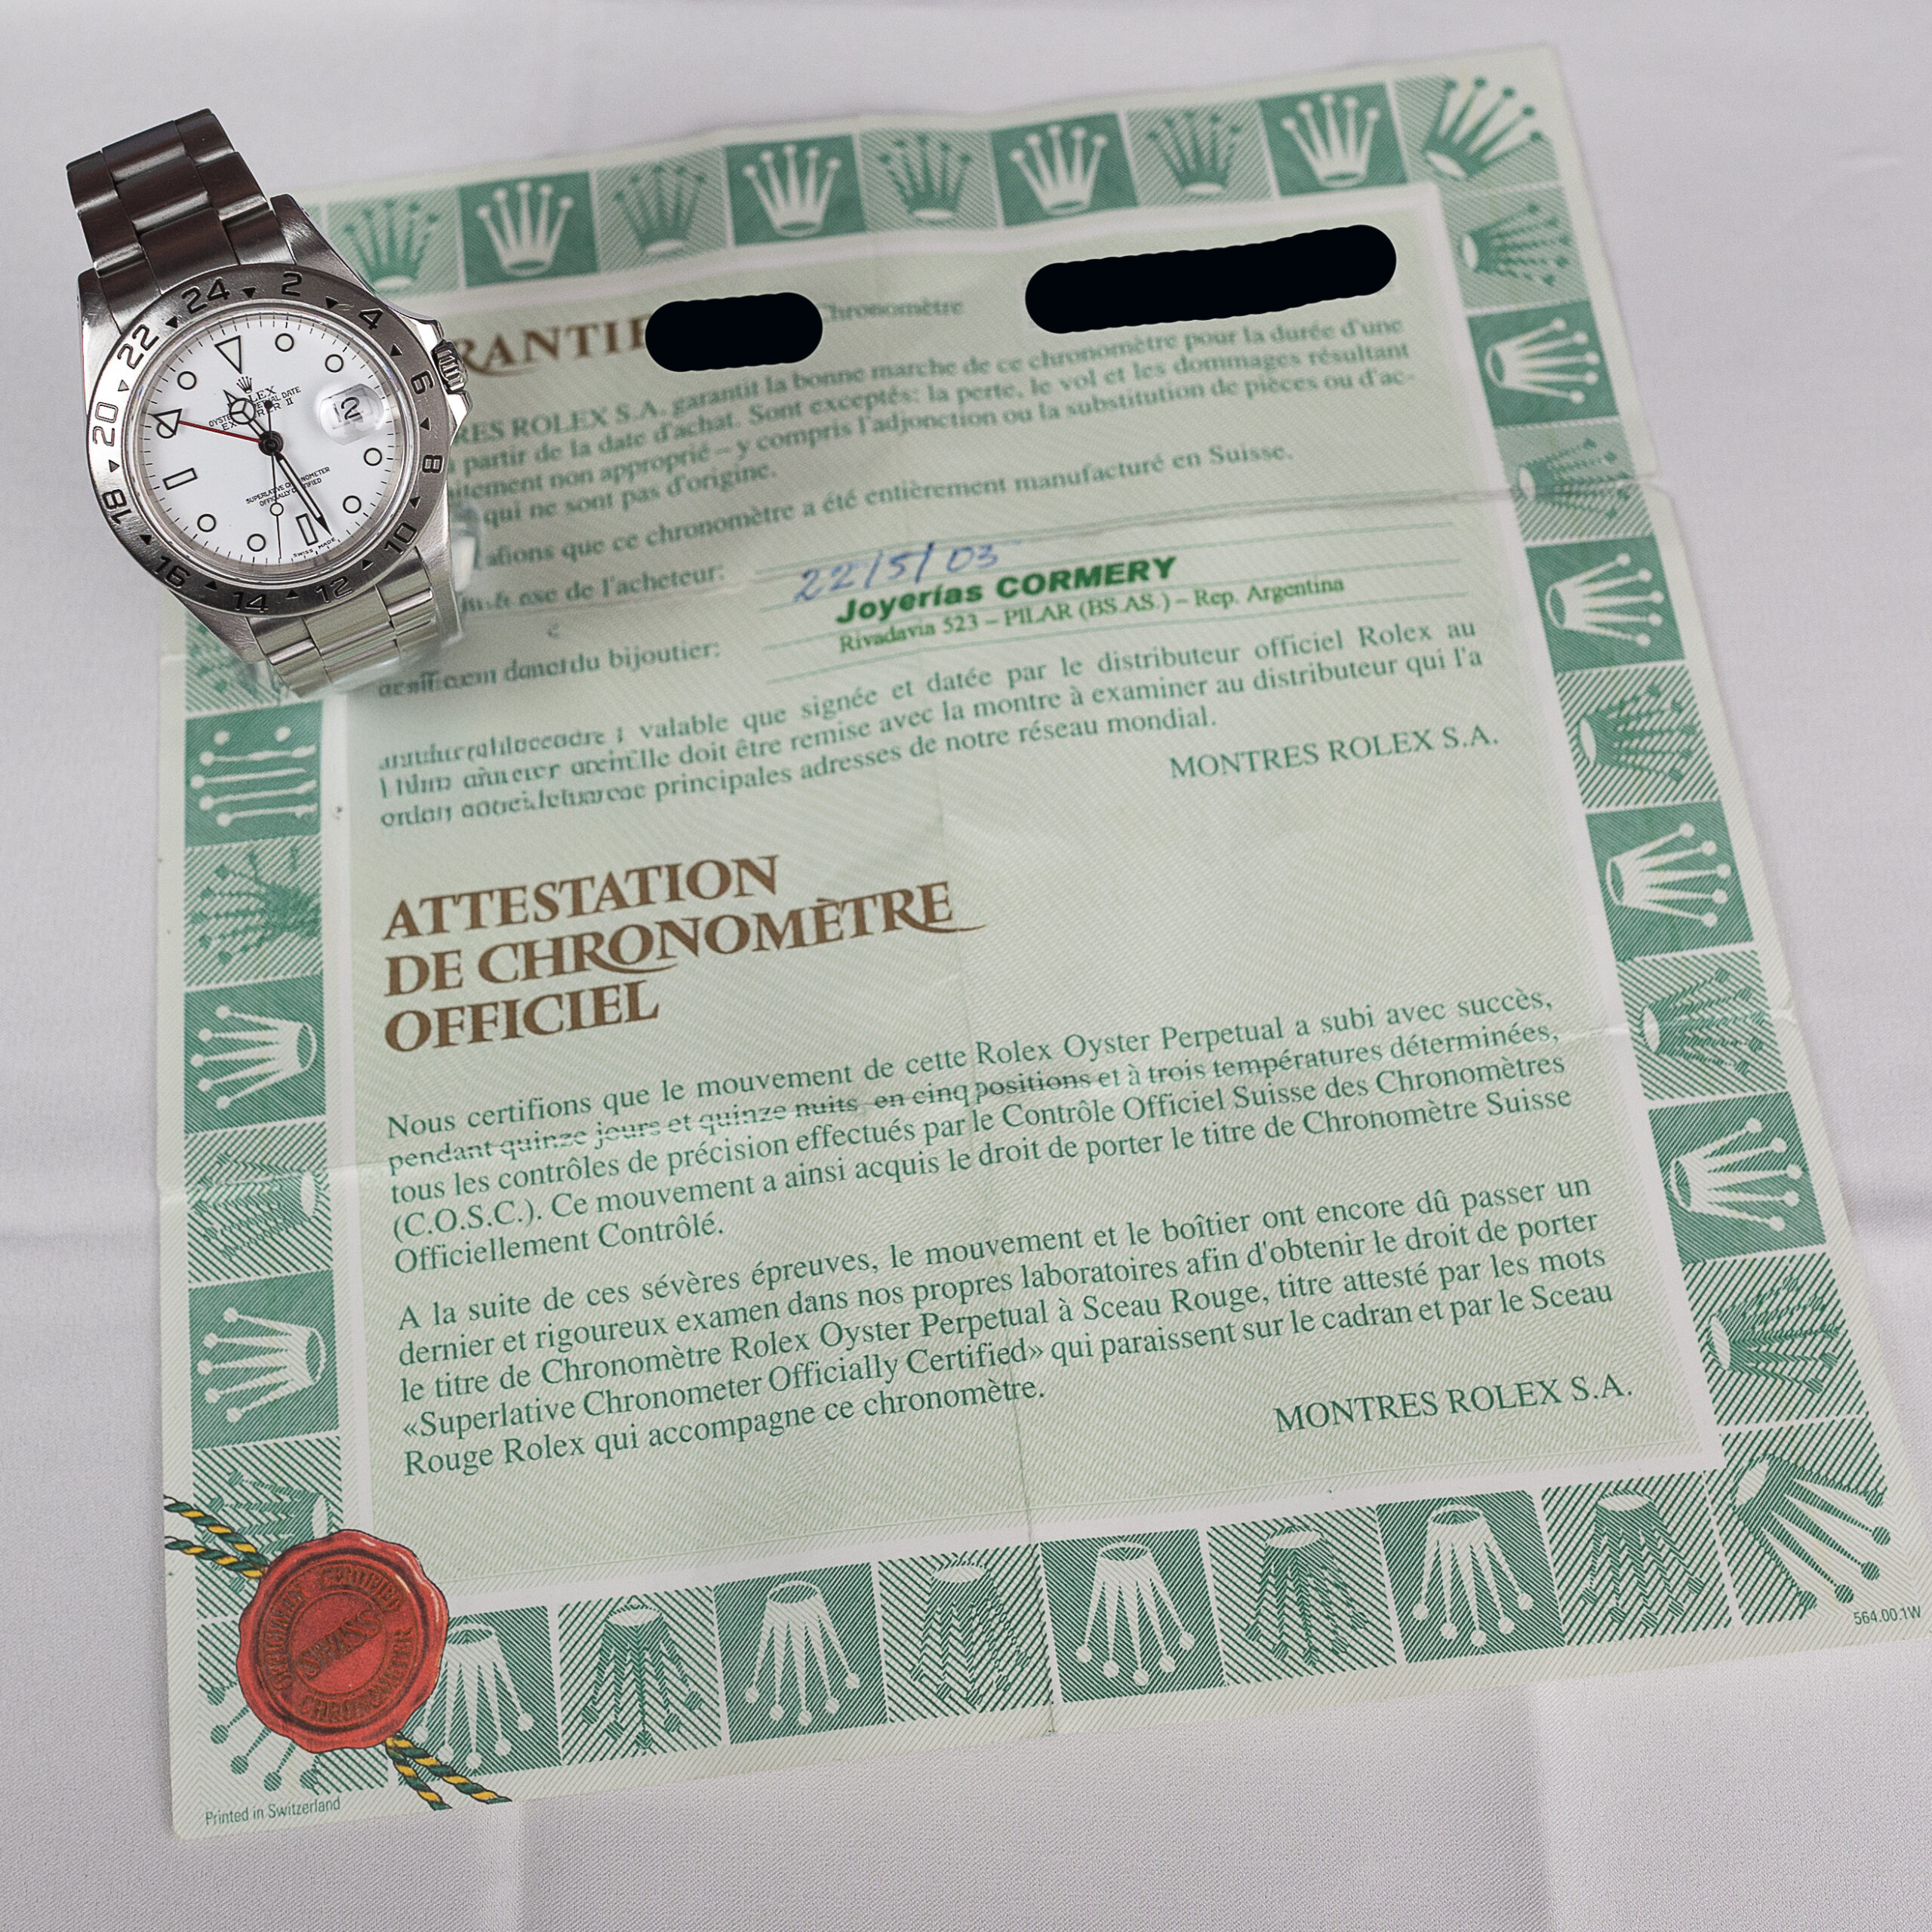 24
2
4
6
8
10
12
14
16
18
20
22
12
SUPERLATIVE CHRONOMETER
OFFICIALLY CERTIFIED
SWISS MADE
Chronomètre
ROLEX S.A. garantit la bonne marche de ce chronomètre pour la durée d'une
partir de la date d'achat. Sont exceptés: la perte, le vol et les dommages résultant
non approprié – y compris l'adjonction ou la substitution de pièces ou d'ac-
qui ne sont pas d'origine.
que ce chronomètre a été entièrement manufacturé en Suisse.
de l'acheteur:
22/5/03
Joyerías CORMERY
Rivadavia 523 – PILAR (BS.AS.) – Rep. Argentina
du bijoutier:
valable que signée et datée par le distributeur officiel Rolex au
doit être remise avec la montre à examiner au distributeur qui l'a
principales adresses de notre réseau mondial.
MONTRES ROLEX S.A.
ATTESTATION
DE CHRONOMÈTRE
OFFICIEL
Nous certifions que le mouvement de cette Rolex Oyster Perpetual a subi avec succès,
pendant quinze jours et quinze nuits, en cinq positions et à trois températures déterminées,
tous les contrôles de précision effectués par le Contrôle Officiel Suisse des Chronomètres
(C.O.S.C.). Ce mouvement a ainsi acquis le droit de porter le titre de Chronomètre Suisse
Officiellement Contrôlé.
A la suite de ces sévères épreuves, le mouvement et le boîtier ont encore dû passer un
dernier et rigoureux examen dans nos propres laboratoires afin d'obtenir le droit de porter
le titre de Chronomètre Rolex Oyster Perpetual à Sceau Rouge, titre attesté par les mots
«Superlative Chronometer Officially Certified» qui paraissent sur le cadran et par le Sceau
Rouge Rolex qui accompagne ce chronomètre.
MONTRES ROLEX S.A.
OFFICIALLY CERTIFIED
SWISS
CHRONOMETER
564.00.1W
Printed in Switzerland